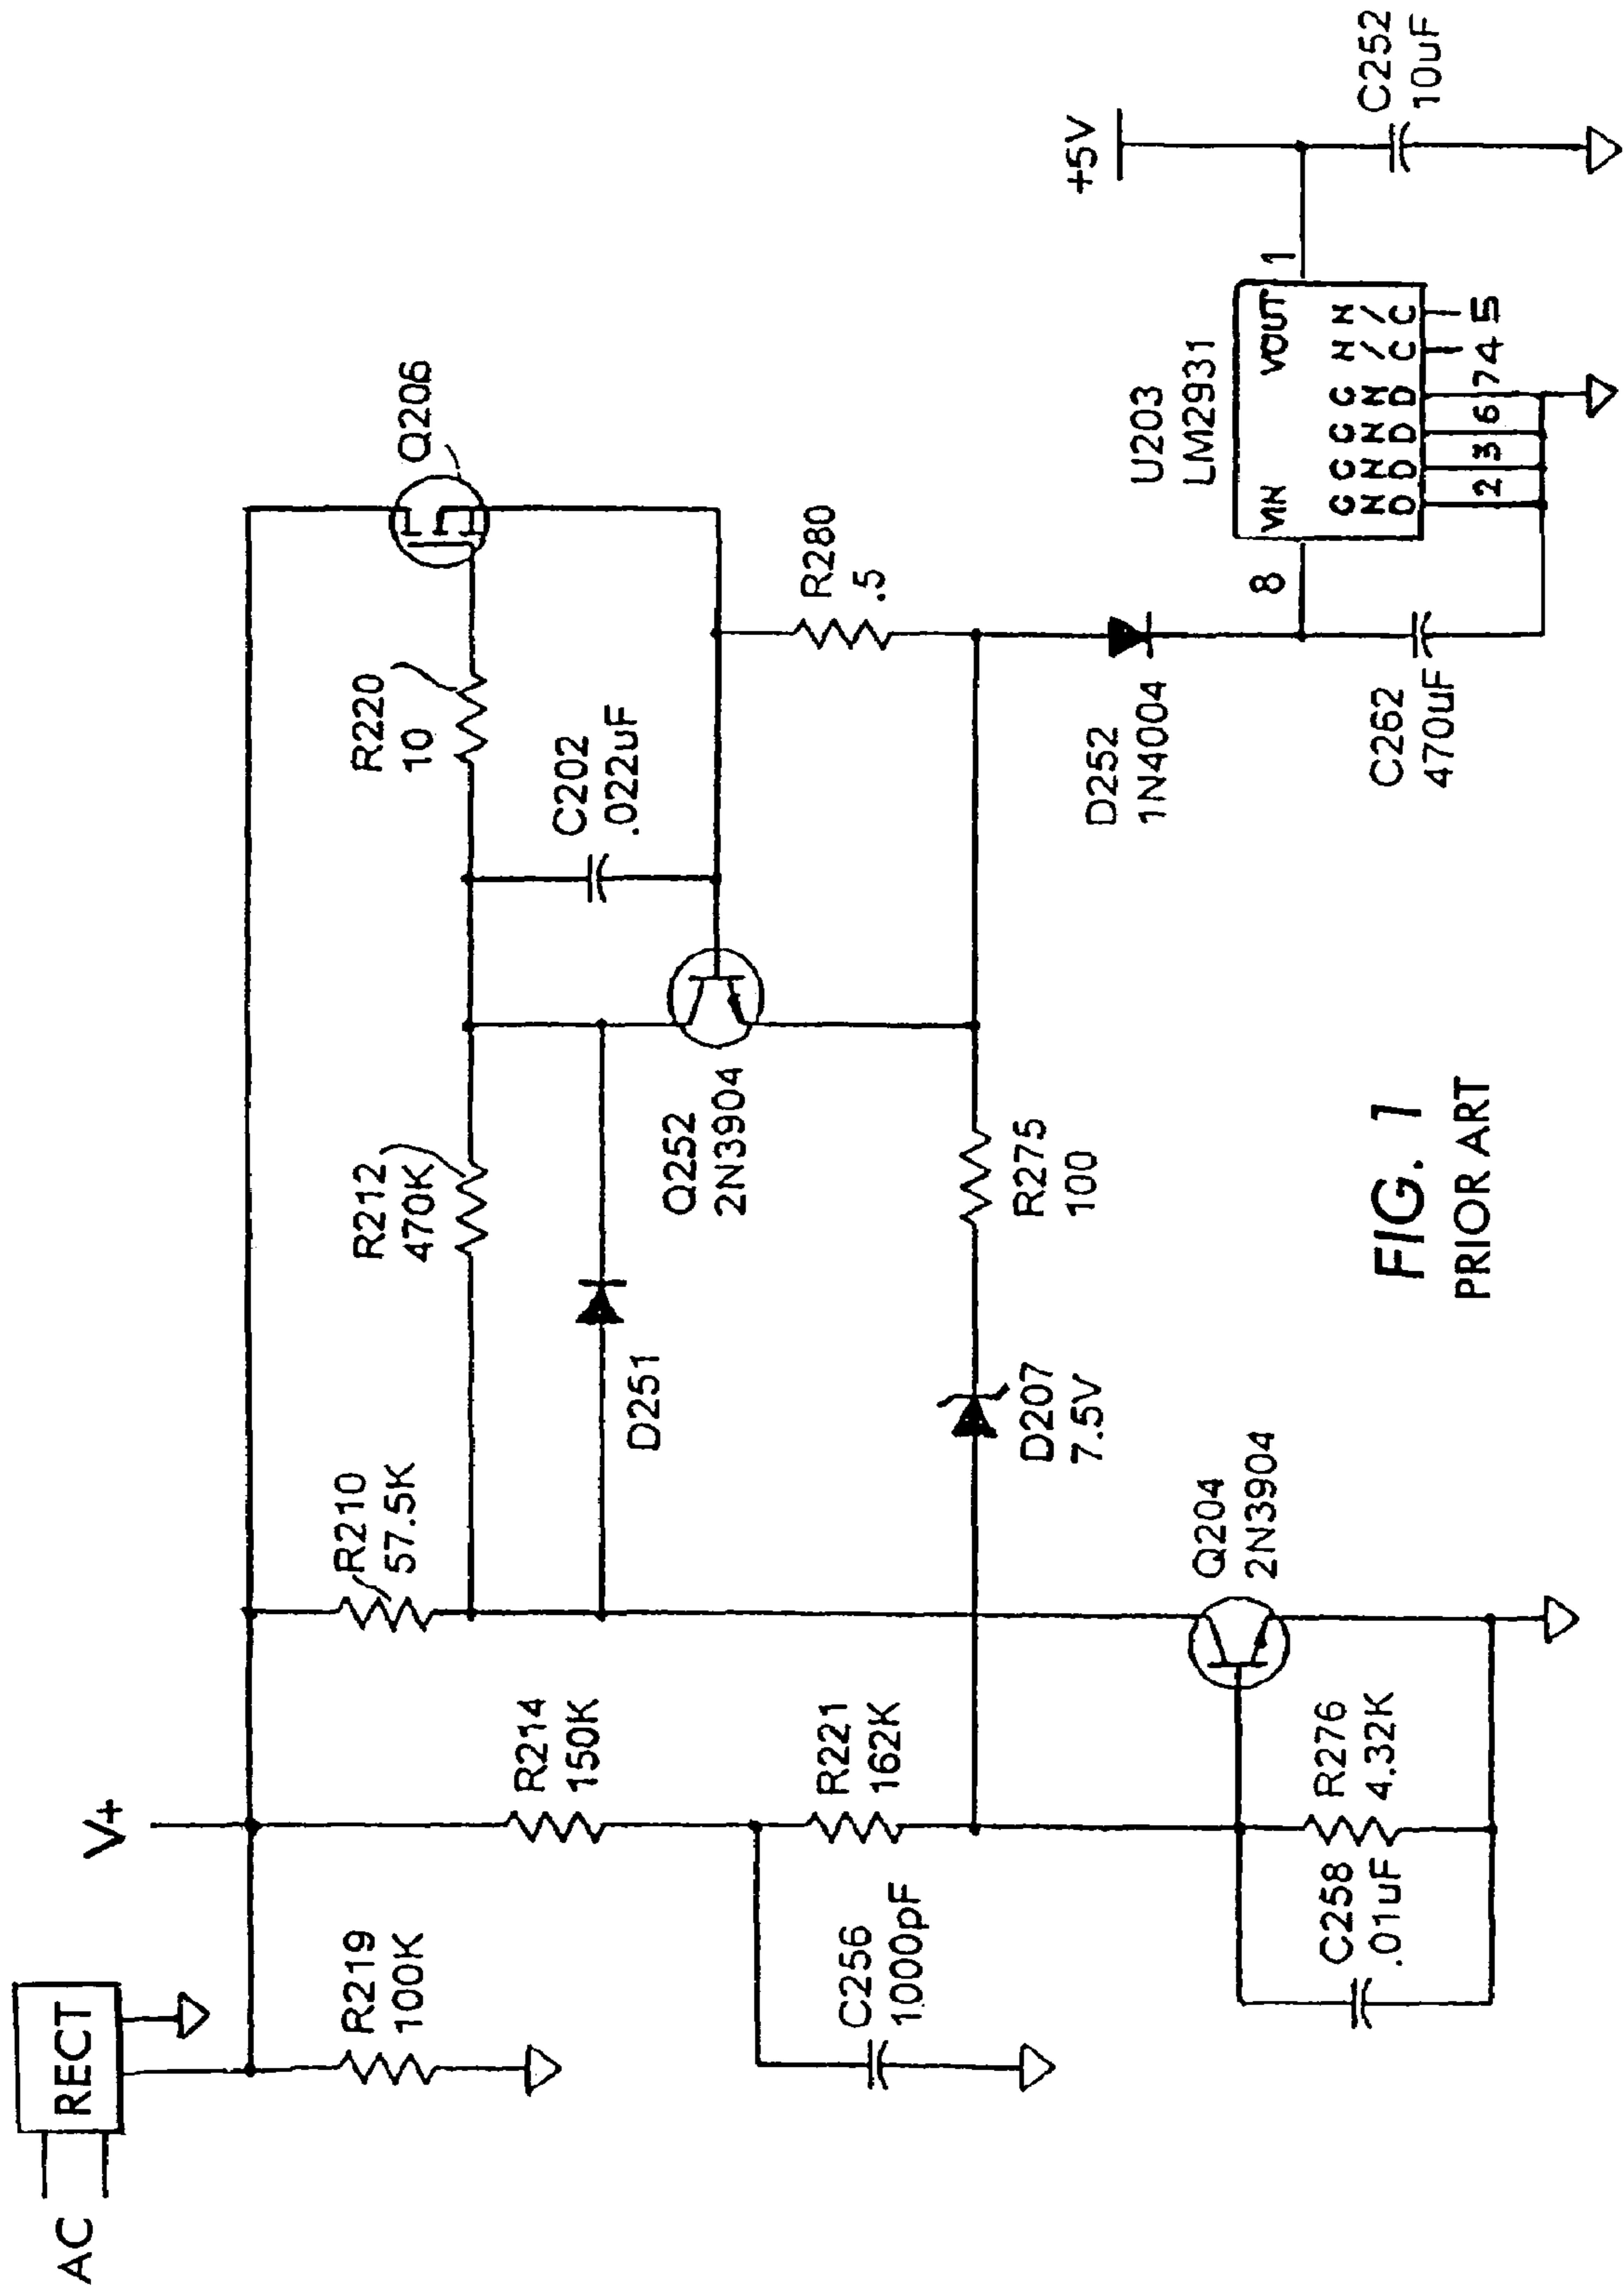 AC
RECT
V+
R219
100K
R214
150K
C256
1000pF
R221
162K
C258
.01uF
R276
4.32K
R210
57.5K
Q204
2N3904
R212
470K
D251
D207
7.5V
Q252
2N3904
R275
100
R220
10
C202
.022uF
Q206
R280
.5
D252
1N4004
C262
470uF
U203
LM2931
VIN
VOUT
8
1
GND
GND
GND
GND
N/C
N/C
2
3
6
7
4
5
+5V
C252
10uF
FIG. 1
PRIOR ART